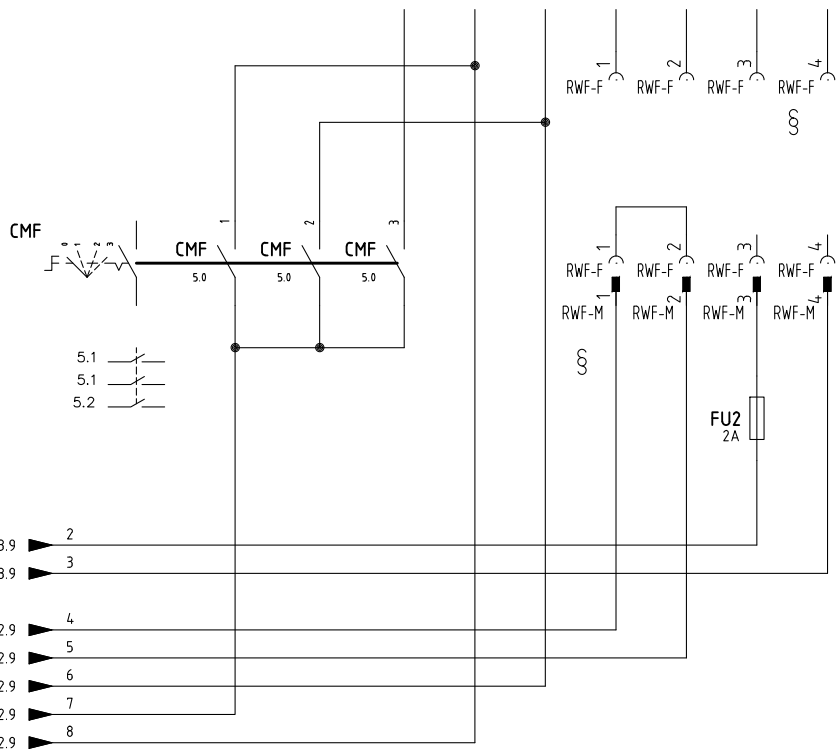 1 2 3 4
RWF-F RWF-F RWF-F RWF-F
§
CMF
0 1 2 3
1 2 3
CMF CMF CMF
5.0 5.0 5.0
1 2 3 4
RWF-F RWF-F RWF-F RWF-F
1 2 3 4
RWF-M RWF-M RWF-M RWF-M
§
5.1
5.1
5.2
FU2
2A
3.9 2
3.9 3
2.9 4
2.9 5
2.9 6
2.9 7
2.9 8